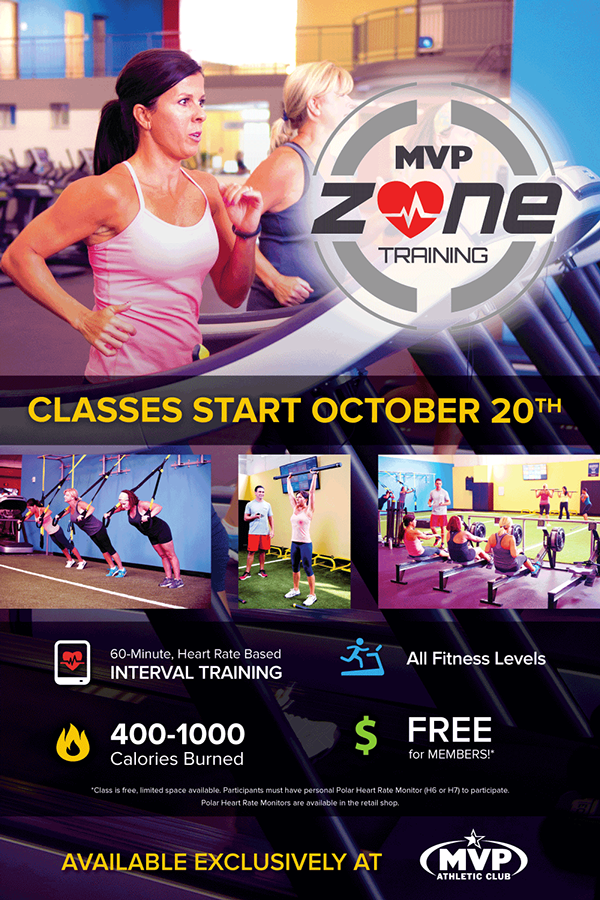 MVP
ZONE
TRAINING
CLASSES START OCTOBER 20TH
60-Minute, Heart Rate Based
INTERVAL TRAINING
All Fitness Levels
400-1000
Calories Burned
$
FREE
for MEMBERS!*
*Class is free, limited space available. Participants must have personal Polar Heart Rate Monitor (H6 or H7) to participate.
Polar Heart Rate Monitors are available in the retail shop.
AVAILABLE EXCLUSIVELY AT
MVP
ATHLETIC CLUB